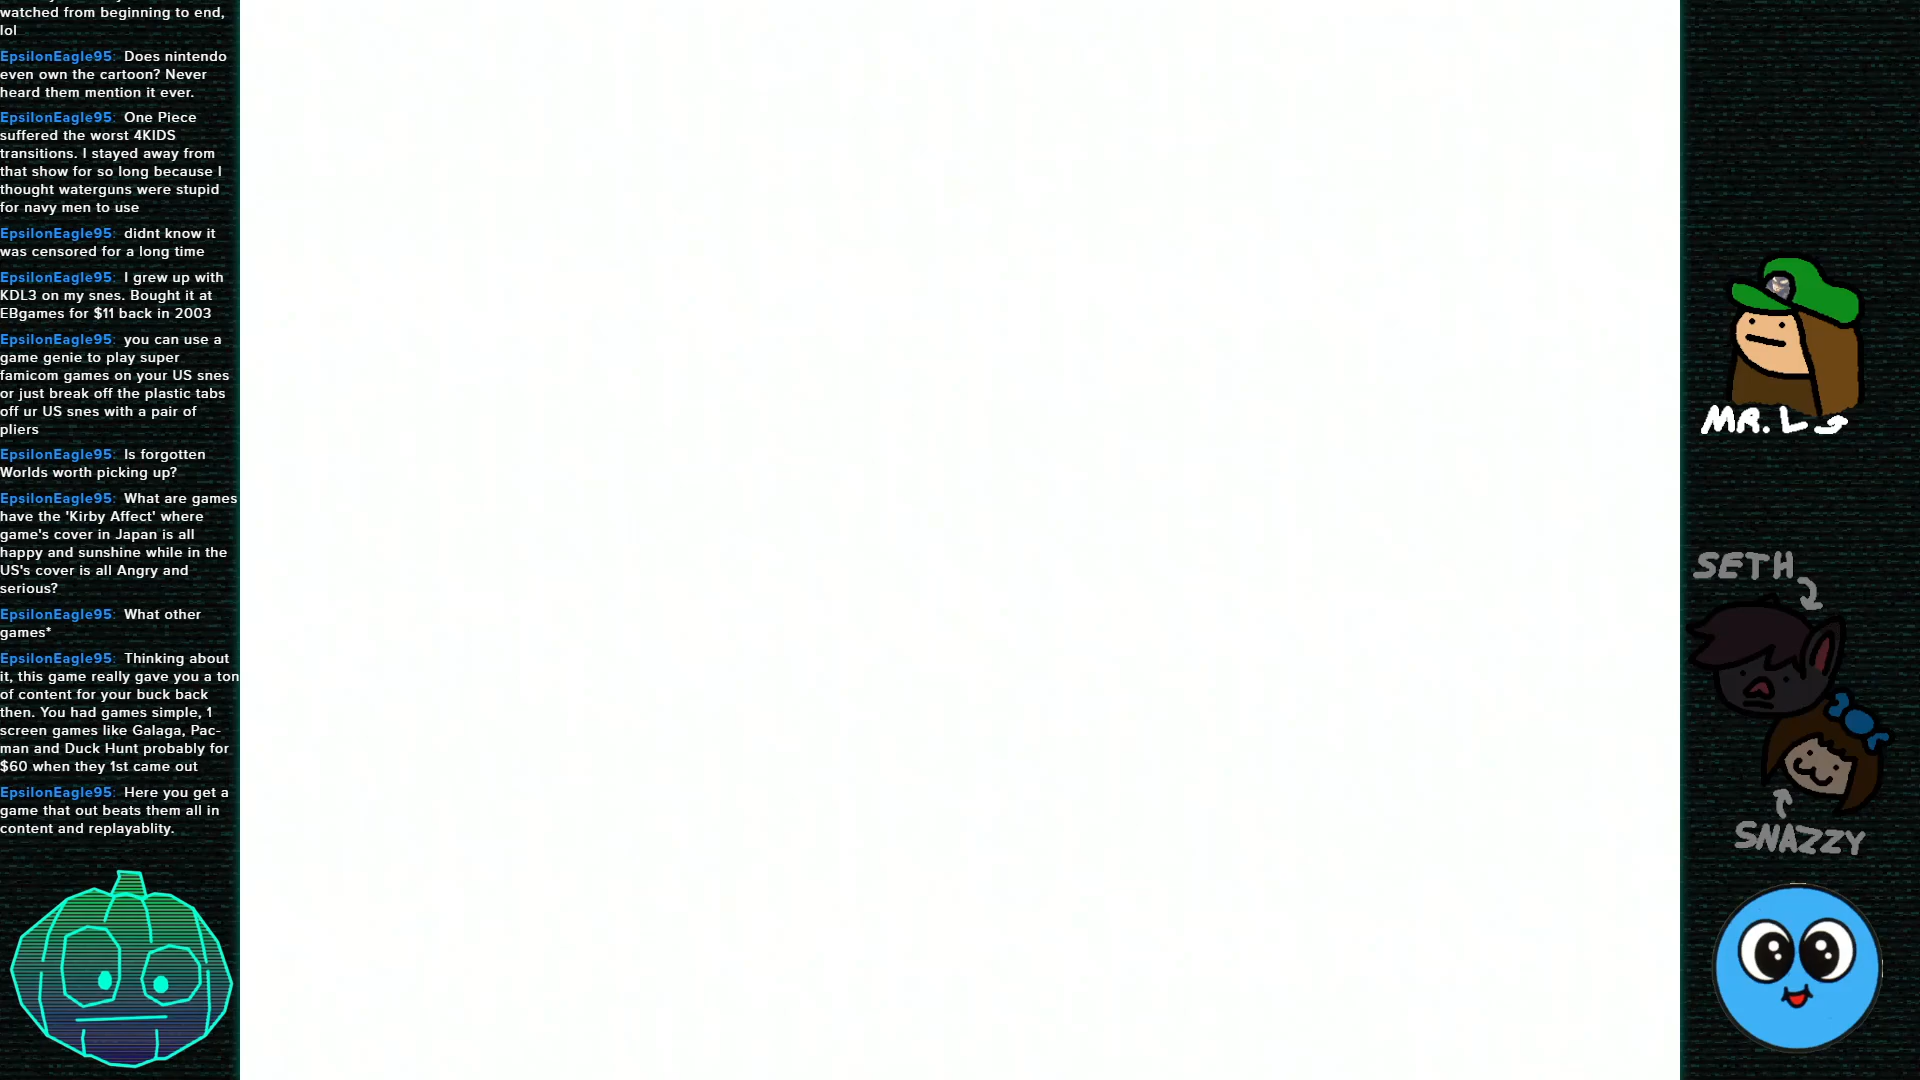 watched from beginning to end,
lol
EpsilonEagle95: Does nintendo
even own the cartoon? Never
heard them mention it ever.
EpsilonEagle95: One Piece
suffered the worst 4KIDS
transitions. I stayed away from
that show for so long because I
thought waterguns were stupid
for navy men to use
EpsilonEagle95: didnt know it
was censored for a long time
EpsilonEagle95: I grew up with
KDL3 on my snes. Bought it at
EBgames for $11 back in 2003
EpsilonEagle95: you can use a
game genie to play super
famicom games on your US snes
or just break off the plastic tabs
off ur US snes with a pair of
pliers
EpsilonEagle95: Is forgotten
Worlds worth picking up?
EpsilonEagle95: What are games
have the 'Kirby Affect' where
game's cover in Japan is all
happy and sunshine while in the
US's cover is all Angry and
serious?
EpsilonEagle95: What other
games*
EpsilonEagle95: Thinking about
it, this game really gave you a ton
of content for your buck back
then. You had games simple, 1
screen games like Galaga, Pac-
man and Duck Hunt probably for
$60 when they 1st came out
EpsilonEagle95: Here you get a
game that out beats them all in
content and replayablity.
MR. L
SETH
SNAZZY